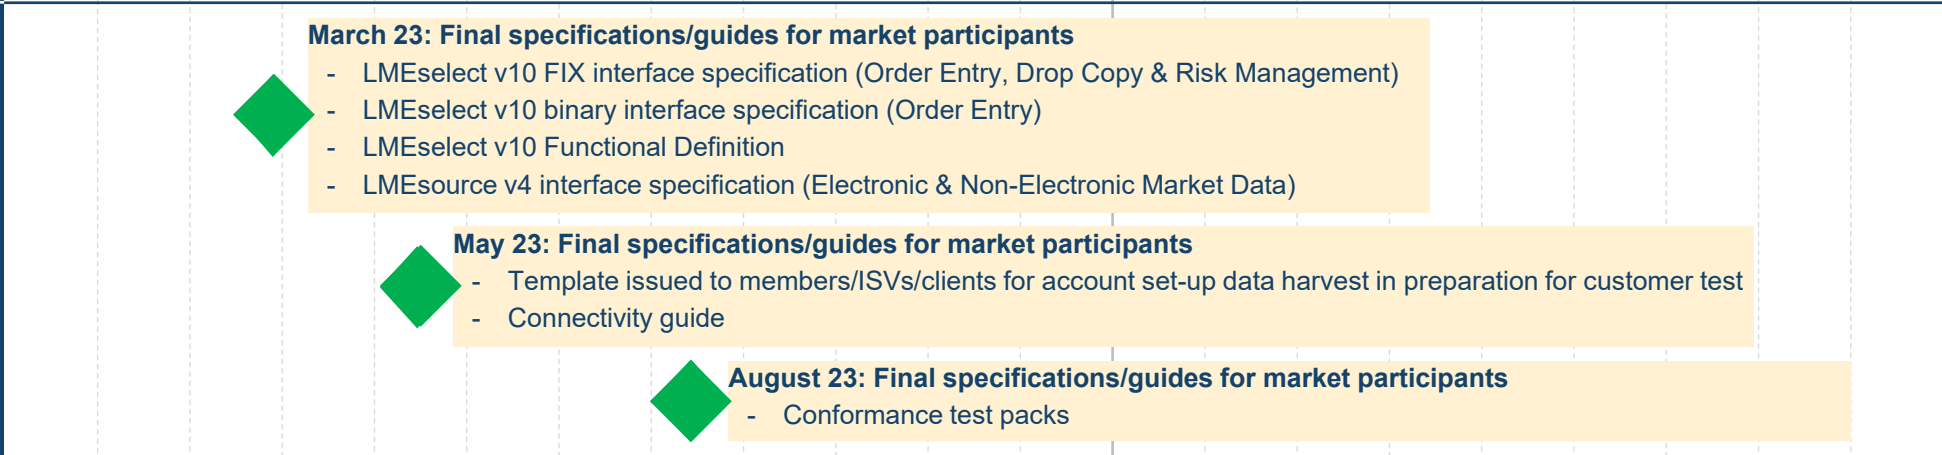 March 23: Final specifications/guides for market participants
- LMEselect v10 FIX interface specification (Order Entry, Drop Copy & Risk Management)
- LMEselect v10 binary interface specification (Order Entry)
- LMEselect v10 Functional Definition
- LMEsource v4 interface specification (Electronic & Non-Electronic Market Data)
May 23: Final specifications/guides for market participants
- Template issued to members/ISVs/clients for account set-up data harvest in preparation for customer test
- Connectivity guide
August 23: Final specifications/guides for market participants
- Conformance test packs